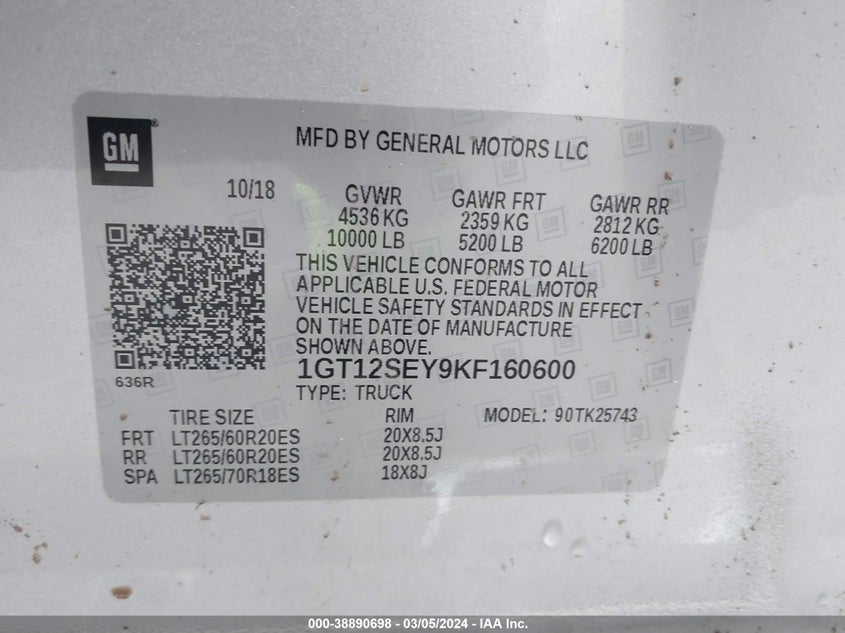 GM
MFD BY GENERAL MOTORS LLC
10/18 GVWR GAWR FRT GAWR RR
4536 KG 2359 KG 2812 KG
10000 LB 5200 LB 6200 LB
THIS VEHICLE CONFORMS TO ALL
APPLICABLE U.S. FEDERAL MOTOR
VEHICLE SAFETY STANDARDS IN EFFECT
ON THE DATE OF MANUFACTURE
SHOWN ABOVE.
636R
1GT12SEY9KF160600
TYPE: TRUCK
TIRE SIZE RIM MODEL: 90TK25743
FRT LT265/60R20ES 20X8.5J
RR LT265/60R20ES 20X8.5J
SPA LT265/70R18ES 18X8J
000-38890698 - 03/05/2024 - IAA Inc.